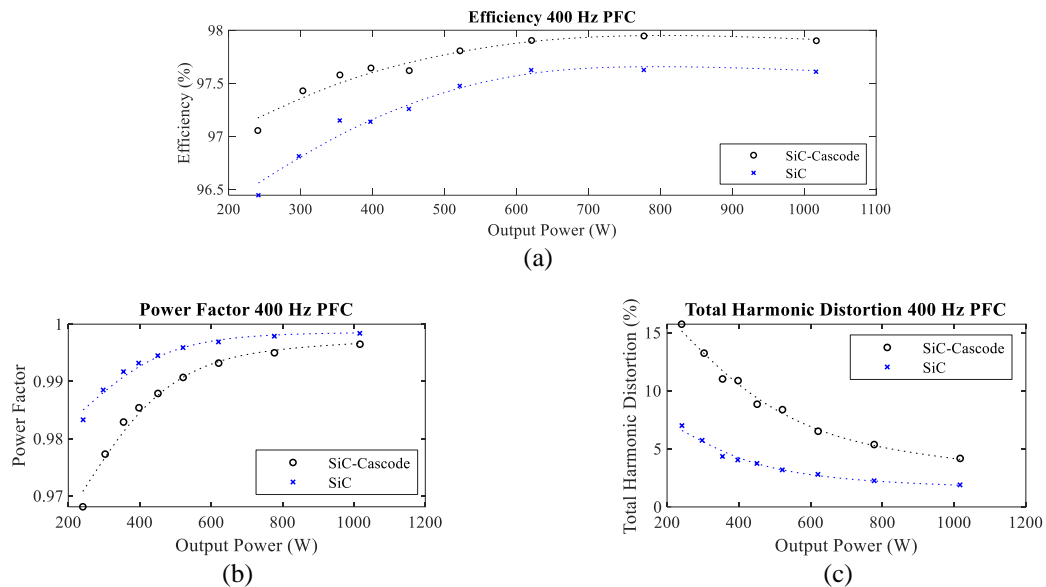 Efficiency 400 Hz PFC
98
97.5
97
96.5
Efficiency (%)
SiC-Cascode
SiC
200 300 400 500 600 700 800 900 1000 1100
Output Power (W)
(a)
Power Factor 400 Hz PFC
1
0.99
0.98
0.97
Power Factor
SiC-Cascode
SiC
200 400 600 800 1000 1200
Output Power (W)
(b)
Total Harmonic Distortion 400 Hz PFC
15
10
5
0
Total Harmonic Distortion (%)
SiC-Cascode
SiC
200 400 600 800 1000 1200
Output Power (W)
(c)